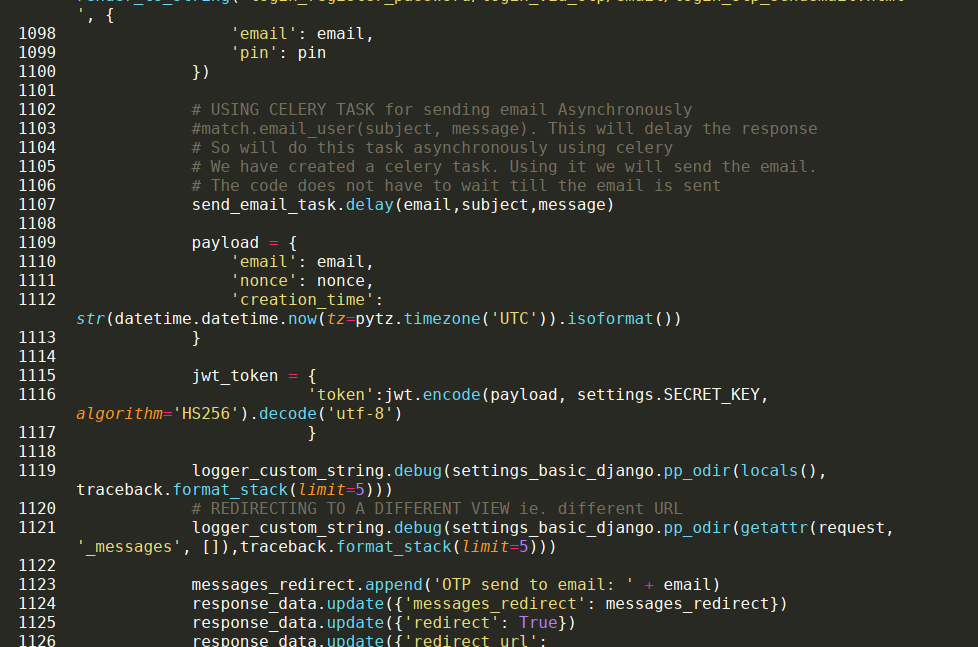 ', {
1098 'email': email,
1099 'pin': pin
1100 })
1101
1102 # USING CELERY TASK for sending email Asynchronously
1103 #match.email_user(subject, message). This will delay the response
1104 # So will do this task asynchronously using celery
1105 # We have created a celery task. Using it we will send the email.
1106 # The code does not have to wait till the email is sent
1107 send_email_task.delay(email,subject,message)
1108
1109 payload = {
1110 'email': email,
1111 'nonce': nonce,
1112 'creation_time':
str(datetime.datetime.now(tz=pytz.timezone('UTC')).isoformat())
1113 }
1114
1115 jwt_token = {
1116 'token':jwt.encode(payload, settings.SECRET_KEY,
algorithm='HS256').decode('utf-8')
1117 }
1118
1119 logger_custom_string.debug(settings_basic_django.pp_odir(locals(),
traceback.format_stack(limit=5)))
1120 # REDIRECTING TO A DIFFERENT VIEW ie. different URL
1121 logger_custom_string.debug(settings_basic_django.pp_odir(getattr(request,
'_messages', []),traceback.format_stack(limit=5)))
1122
1123 messages_redirect.append('OTP send to email: ' + email)
1124 response_data.update({'messages_redirect': messages_redirect})
1125 response_data.update({'redirect': True})
1126 response_data.update({'redirect_url':